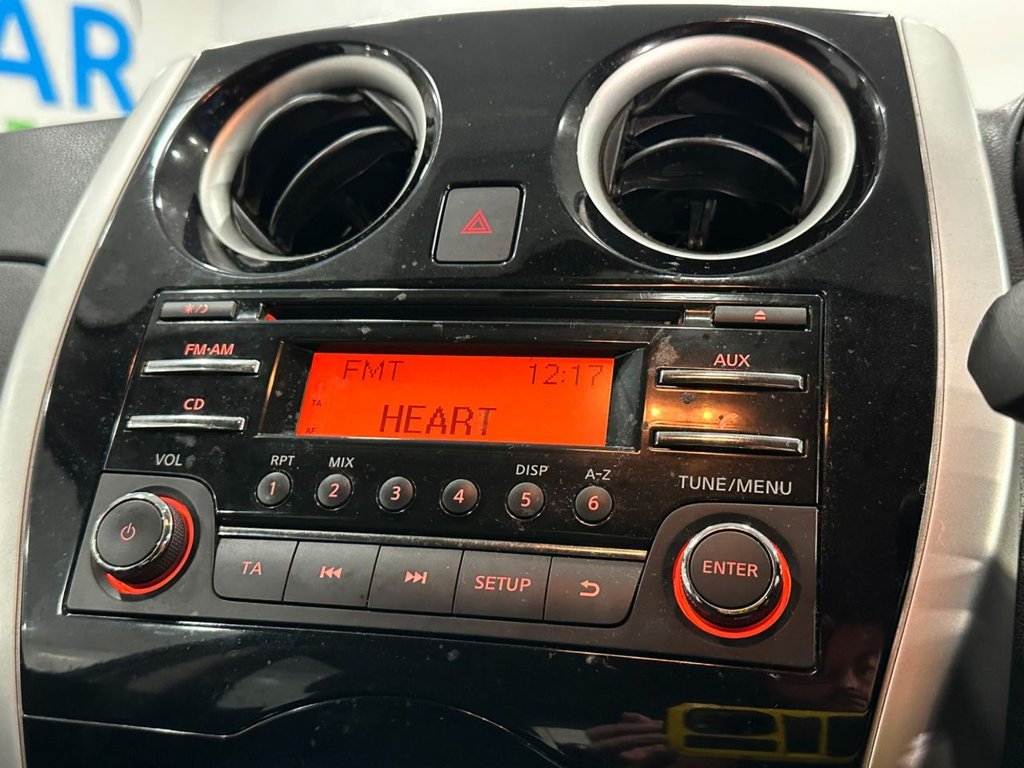 AR
FM·AM
CD
FMT 12:17
TA
HEART
AF
AUX
VOL
RPT MIX DISP A-Z
1 2 3 4 5 6
TUNE/MENU
TA
SETUP
ENTER